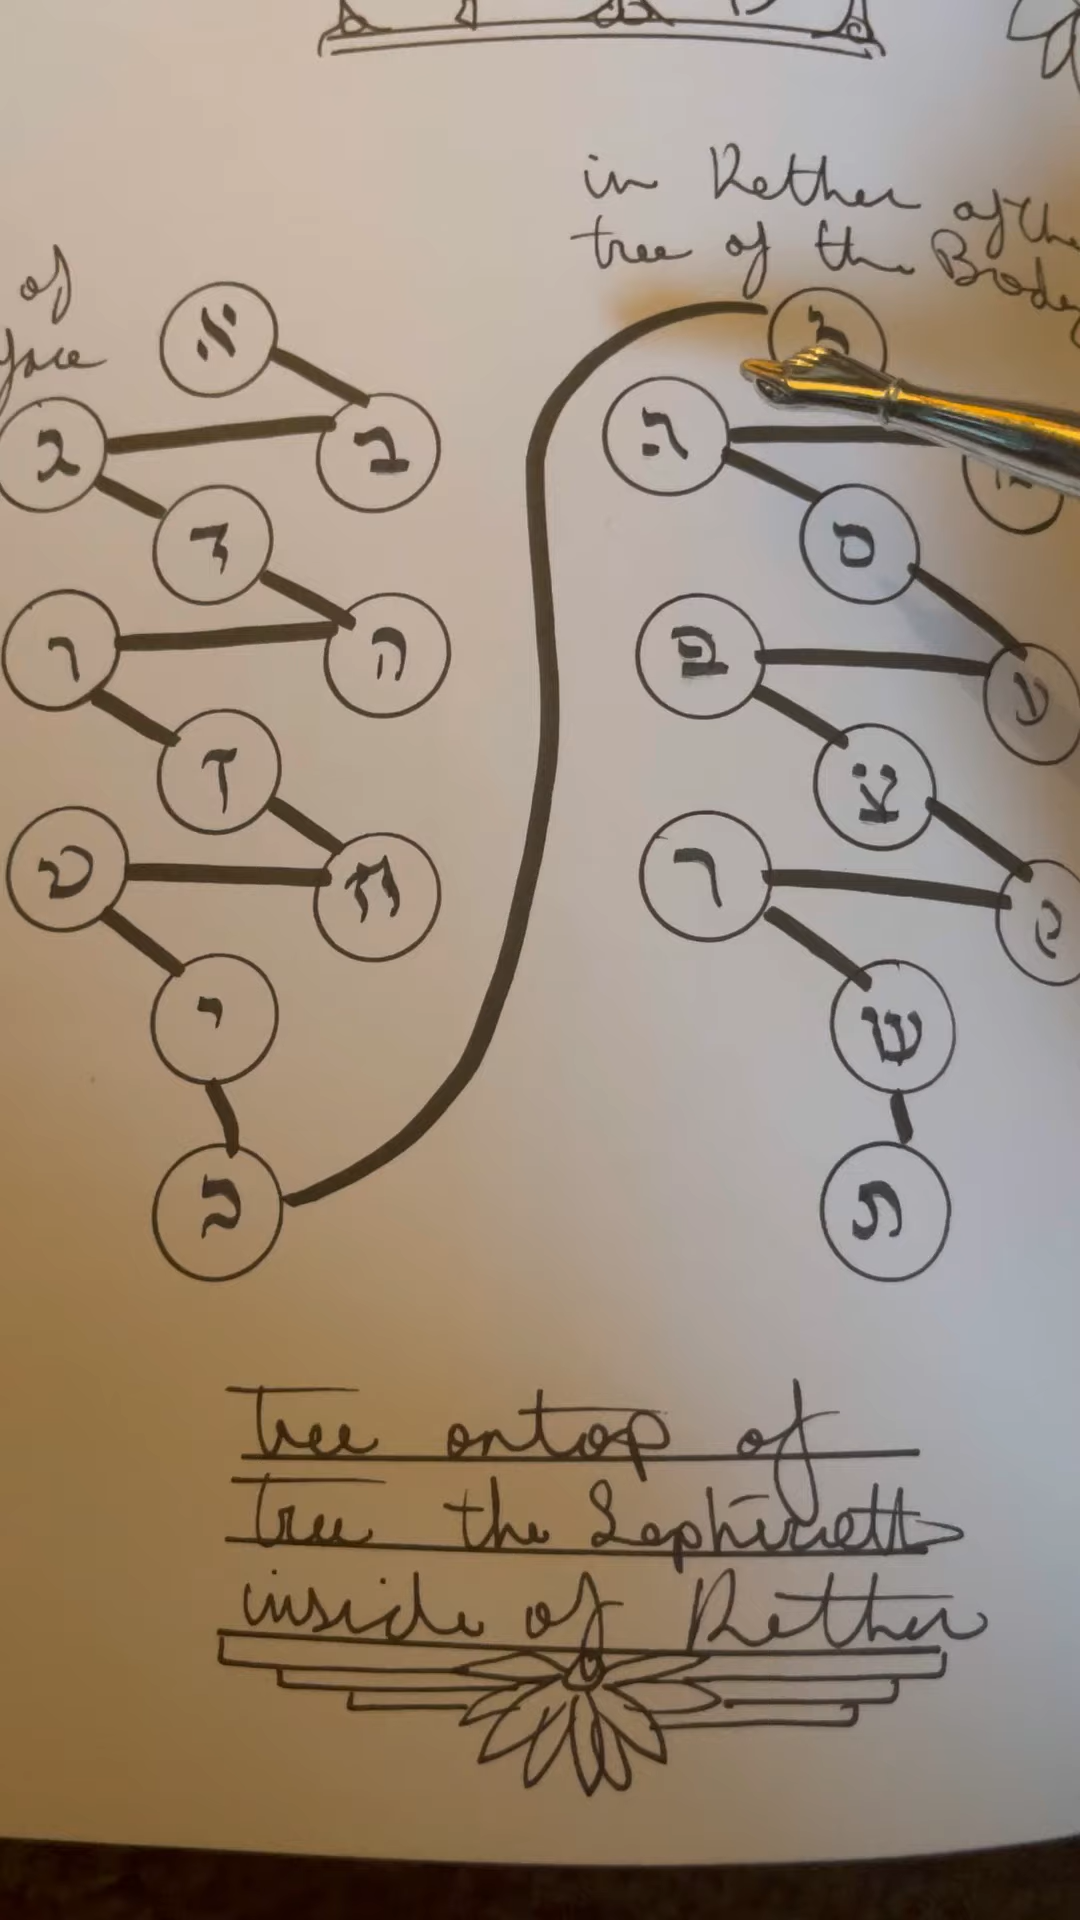 in Kether of the
tree of the Body
of
face
א
ב
ג
ד
ה
ו
ז
ח
ט
י
כ
ל
נ
ס
ע
פ
צ
ק
ר
ש
ת
Tree ontop of
Tree the Sephiroth
inside of Kether